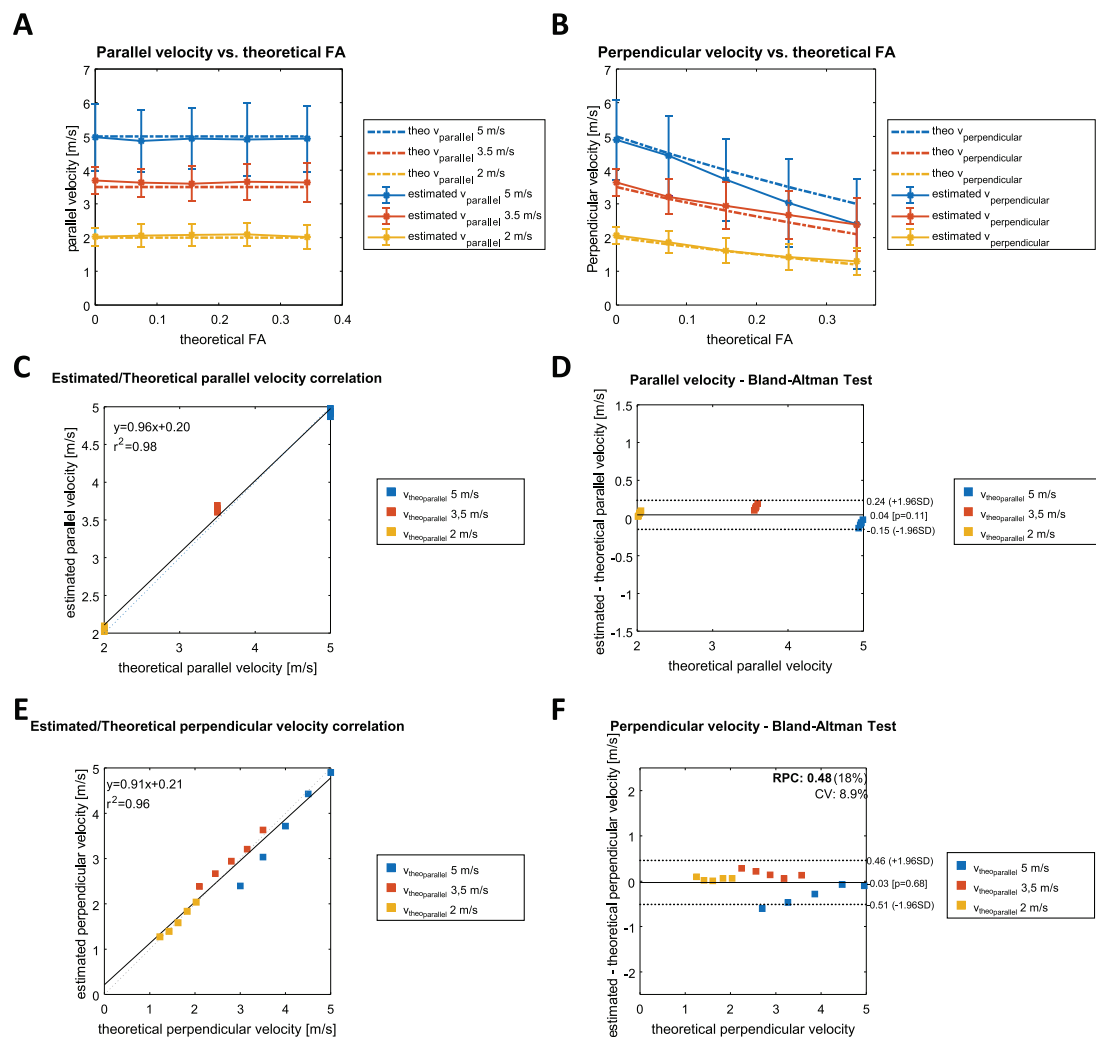 A
Parallel velocity vs. theoretical FA
7
6
5
4
3
2
1
0
parallel velocity [m/s]
0
0.1
0.2
0.3
0.4
theoretical FA
theo v_parallel 5 m/s
theo v_parallel 3.5 m/s
theo v_parallel 2 m/s
estimated v_parallel 5 m/s
estimated v_parallel 3.5 m/s
estimated v_parallel 2 m/s
B
Perpendicular velocity vs. theoretical FA
7
6
5
4
3
2
1
0
Perpendicular velocity [m/s]
0
0.1
0.2
0.3
theoretical FA
theo v_perpendicular
theo v_perpendicular
theo v_perpendicular
estimated v_perpendicular
estimated v_perpendicular
estimated v_perpendicular
C
Estimated/Theoretical parallel velocity correlation
y=0.96x+0.20
r²=0.98
5
4.5
4
3.5
3
2.5
2
estimated parallel velocity [m/s]
2
3
4
5
theoretical parallel velocity [m/s]
v_theoparallel 5 m/s
v_theoparallel 3,5 m/s
v_theoparallel 2 m/s
D
Parallel velocity - Bland-Altman Test
1.5
1
0.5
0
-0.5
-1
-1.5
estimated - theoretical parallel velocity [m/s]
0.24 (+1.96SD)
0.04 [p=0.11]
-0.15 (-1.96SD)
2
3
4
5
theoretical parallel velocity
v_theoparallel 5 m/s
v_theoparallel 3,5 m/s
v_theoparallel 2 m/s
E
Estimated/Theoretical perpendicular velocity correlation
y=0.91x+0.21
r²=0.96
5
4
3
2
1
0
estimated perpendicular velocity [m/s]
0
1
2
3
4
5
theoretical perpendicular velocity [m/s]
v_theoparallel 5 m/s
v_theoparallel 3,5 m/s
v_theoparallel 2 m/s
F
Perpendicular velocity - Bland-Altman Test
RPC: 0.48 (18%)
CV: 8.9%
2
1
0
-1
-2
estimated - theoretical perpendicular velocity [m/s]
0.46 (+1.96SD)
-0.03 [p=0.68]
-0.51 (-1.96SD)
0
1
2
3
4
5
theoretical perpendicular velocity
v_theoparallel 5 m/s
v_theoparallel 3,5 m/s
v_theoparallel 2 m/s